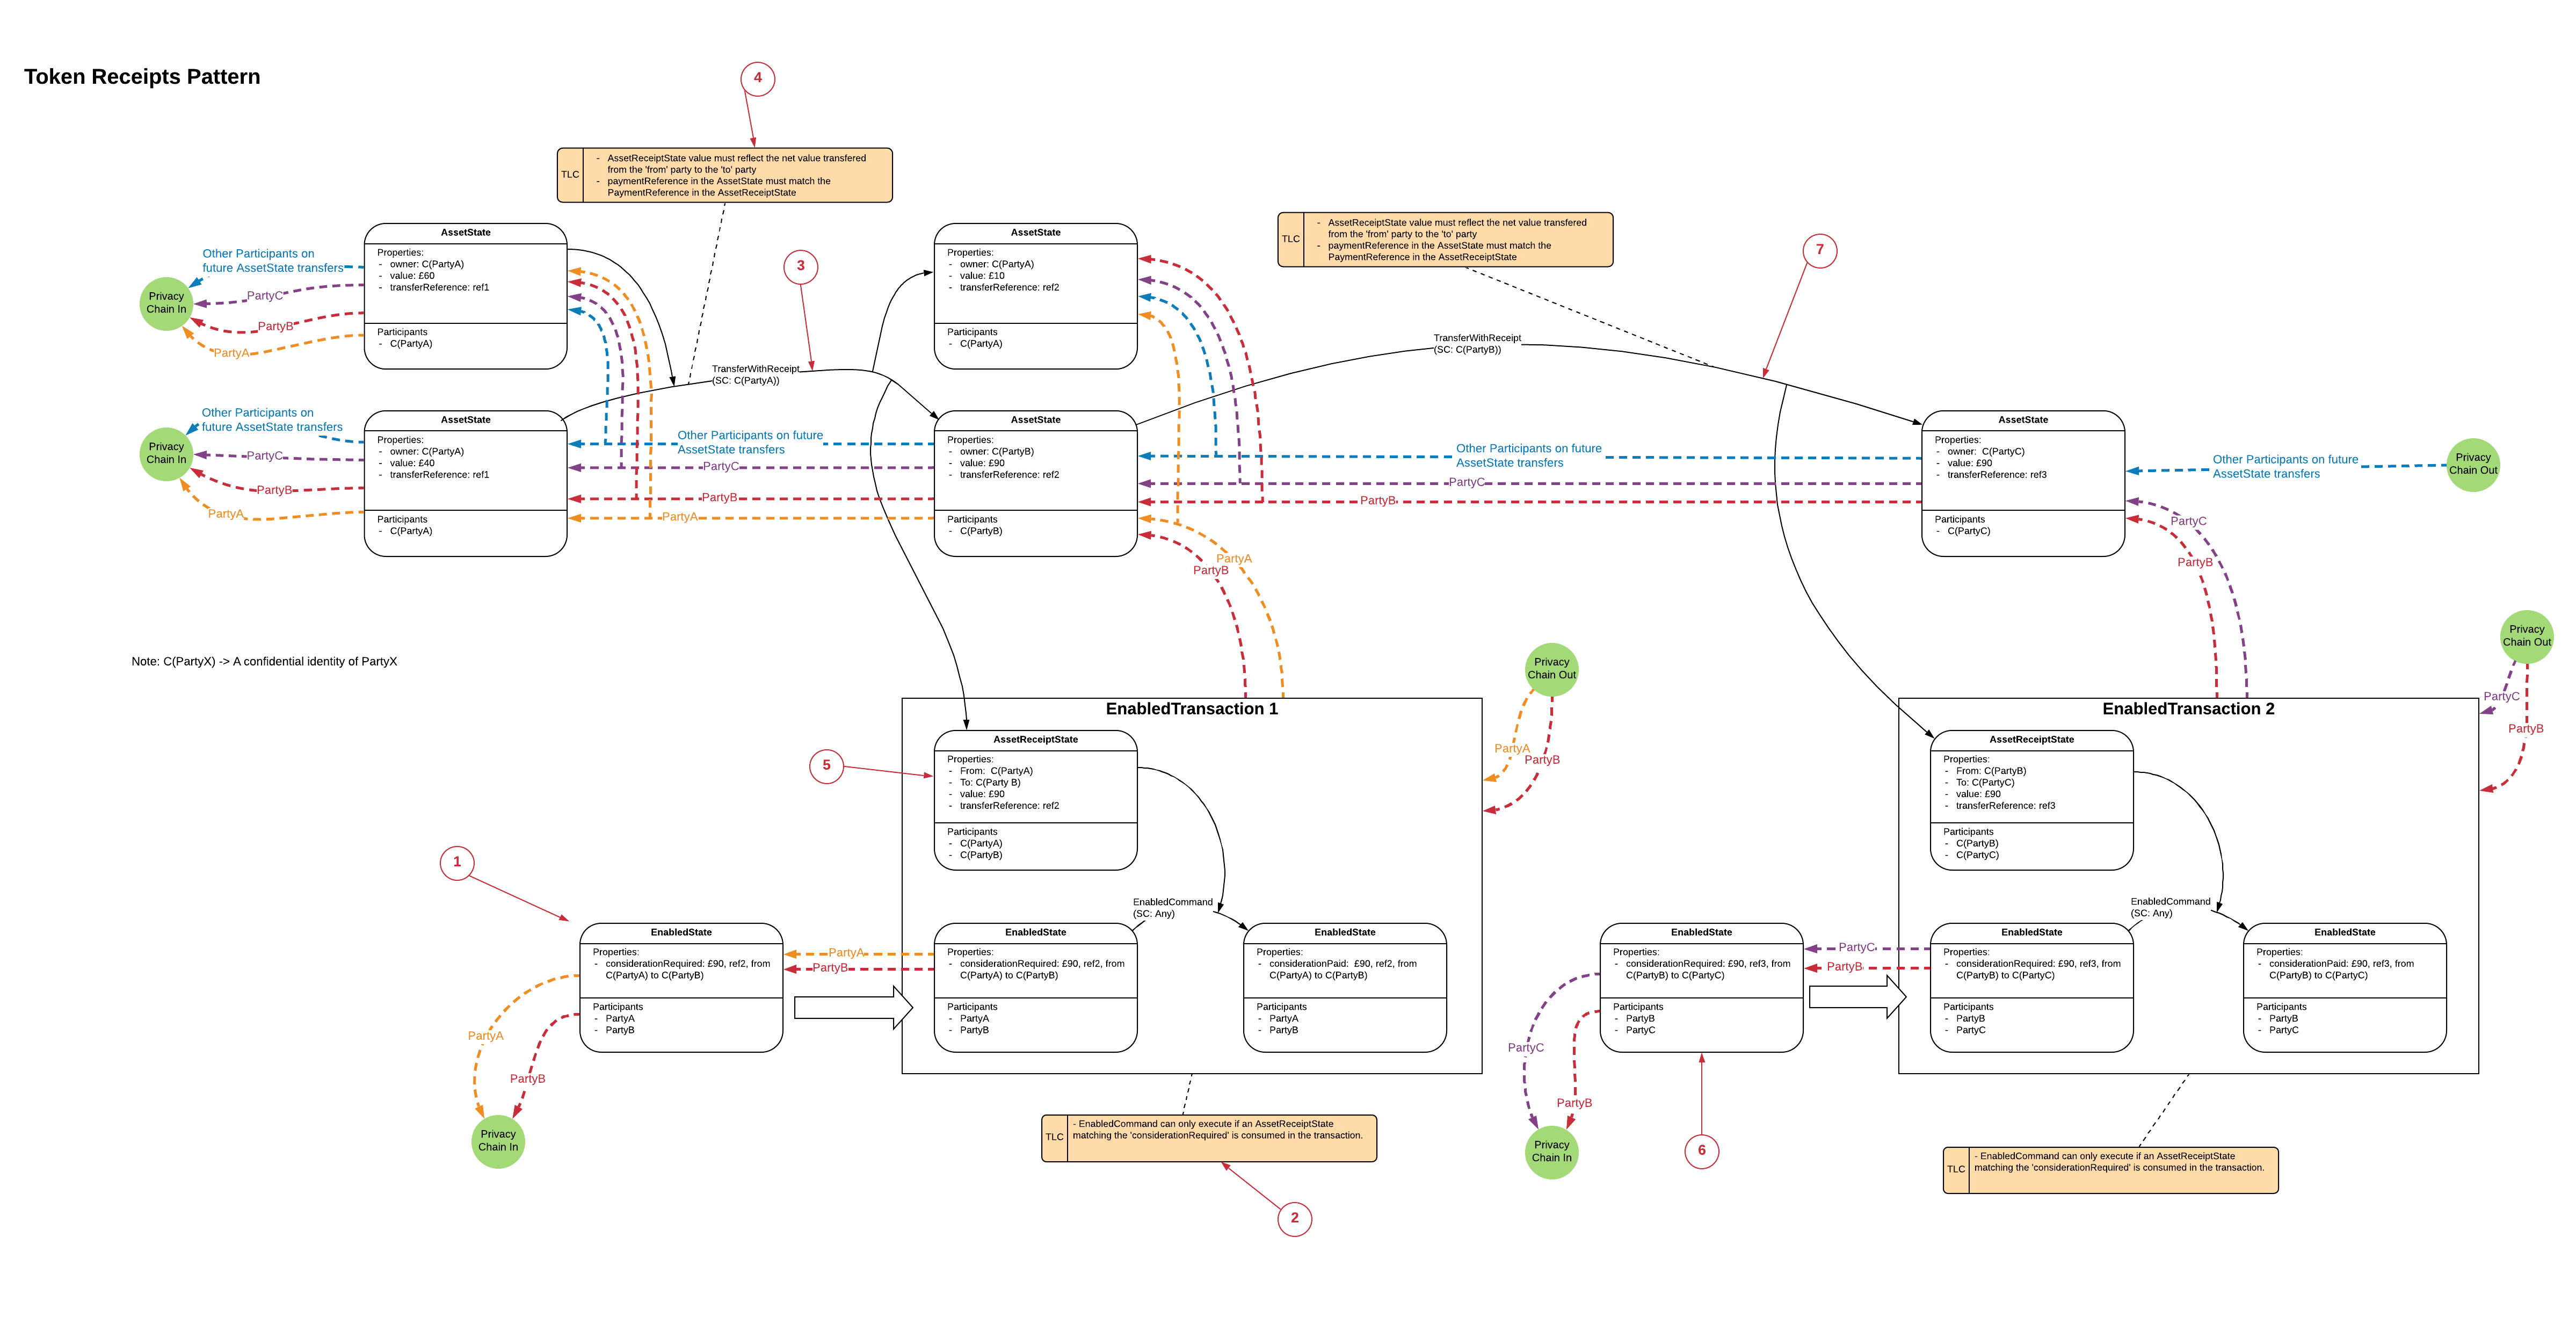 Token Receipts Pattern
4
TLC
- AssetReceiptState value must reflect the net value transfered
from the 'from' party to the 'to' party
- paymentReference in the AssetState must match the
PaymentReference in the AssetReceiptState
3
TLC
- AssetReceiptState value must reflect the net value transfered
from the 'from' party to the 'to' party
- paymentReference in the AssetState must match the
PaymentReference in the AssetReceiptState
7
Other Participants on
future AssetState transfers
PartyC
PartyB
PartyA
Privacy
Chain In
AssetState
Properties:
- owner: C(PartyA)
- value: £60
- transferReference: ref1
Participants
- C(PartyA)
AssetState
Properties:
- owner: C(PartyA)
- value: £10
- transferReference: ref2
Participants
- C(PartyA)
TransferWithReceipt
(SC: C(PartyA))
TransferWithReceipt
(SC: C(PartyB))
Other Participants on
future AssetState transfers
PartyC
PartyB
PartyA
Privacy
Chain In
AssetState
Properties:
- owner: C(PartyA)
- value: £40
- transferReference: ref1
Participants
- C(PartyA)
Other Participants on future
AssetState transfers
PartyC
PartyB
PartyA
AssetState
Properties:
- owner: C(PartyB)
- value: £90
- transferReference: ref2
Participants
- C(PartyB)
Other Participants on future
AssetState transfers
PartyC
PartyB
AssetState
Properties:
- owner:  C(PartyC)
- value: £90
- transferReference: ref3
Participants
- C(PartyC)
Other Participants on future
AssetState transfers
Privacy
Chain Out
PartyA
PartyB
PartyC
PartyB
Note: C(PartyX) -> A confidential identity of PartyX
Privacy
Chain Out
PartyA
PartyB
Privacy
Chain Out
PartyC
PartyB
EnabledTransaction 1
5
AssetReceiptState
Properties:
- From:  C(PartyA)
- To: C(Party B)
- value: £90
- transferReference: ref2
Participants
- C(PartyA)
- C(PartyB)
EnabledCommand
(SC: Any)
1
EnabledState
Properties:
- considerationRequired: £90, ref2, from
C(PartyA) to C(PartyB)
Participants
- PartyA
- PartyB
PartyA
PartyB
PartyA
PartyB
Privacy
Chain In
EnabledState
Properties:
- considerationRequired: £90, ref2, from
C(PartyA) to C(PartyB)
Participants
- PartyA
- PartyB
EnabledState
Properties:
- considerationPaid:  £90, ref2, from
C(PartyA) to C(PartyB)
Participants
- PartyA
- PartyB
TLC
- EnabledCommand can only execute if an AssetReceiptState
matching the 'considerationRequired' is consumed in the transaction.
2
EnabledTransaction 2
AssetReceiptState
Properties:
- From: C(PartyB)
- To: C(PartyC)
- value: £90
- transferReference: ref3
Participants
- C(PartyB)
- C(PartyC)
EnabledCommand
(SC: Any)
EnabledState
Properties:
- considerationRequired: £90, ref3, from
C(PartyB) to C(PartyC)
Participants
- PartyB
- PartyC
PartyC
PartyB
PartyC
PartyB
Privacy
Chain In
6
EnabledState
Properties:
- considerationRequired: £90, ref3, from
C(PartyB) to C(PartyC)
Participants
- PartyB
- PartyC
EnabledState
Properties:
- considerationPaid: £90, ref3, from
C(PartyB) to C(PartyC)
Participants
- PartyB
- PartyC
TLC
- EnabledCommand can only execute if an AssetReceiptState
matching the 'considerationRequired' is consumed in the transaction.